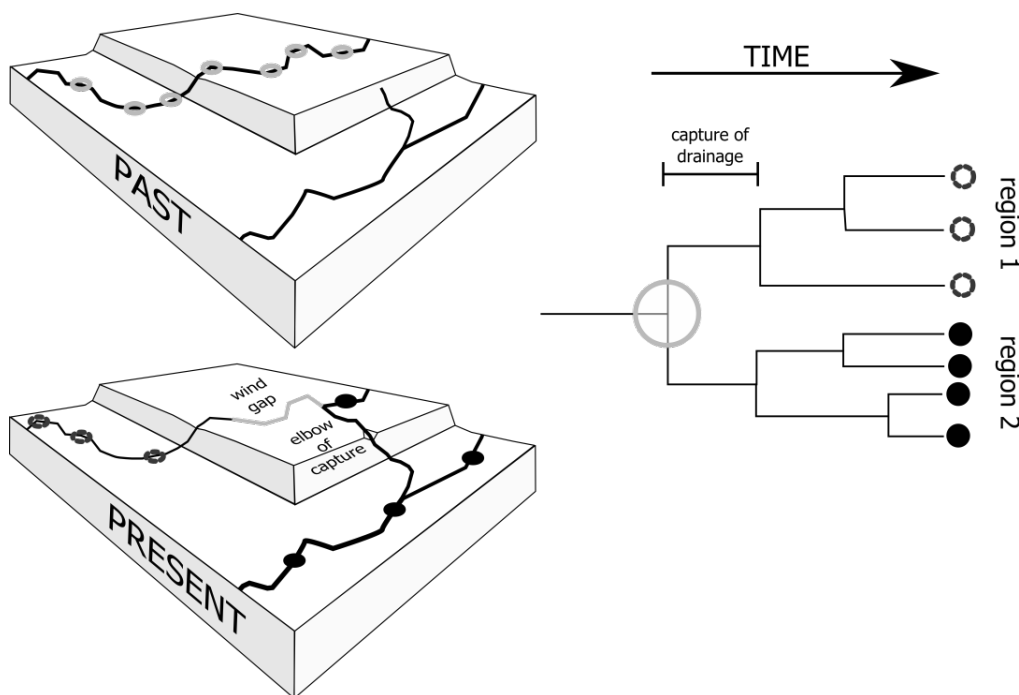 PAST
wind
gap
elbow
of
capture
PRESENT
TIME
capture of
drainage
region 1
region 2